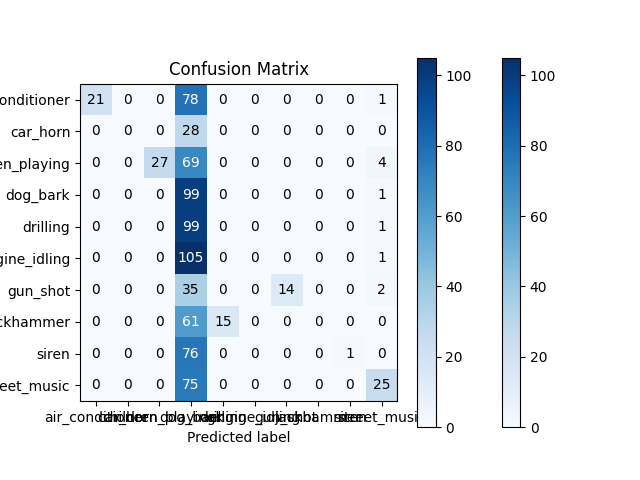 Confusion Matrix
onditioner 21 0 0 78 0 0 0 0 0 1
car_horn 0 0 0 28 0 0 0 0 0 0
en_playing 0 0 27 69 0 0 0 0 0 4
dog_bark 0 0 0 99 0 0 0 0 0 1
drilling 0 0 0 99 0 0 0 0 0 1
gine_idling 0 0 0 105 0 0 0 0 0 1
gun_shot 0 0 0 35 0 0 14 0 0 2
ckhammer 0 0 0 61 15 0 0 0 0 0
siren 0 0 0 76 0 0 0 0 1 0
eet_music 0 0 0 75 0 0 0 0 0 25
Predicted label
100
80
60
40
20
0
100
80
60
40
20
0